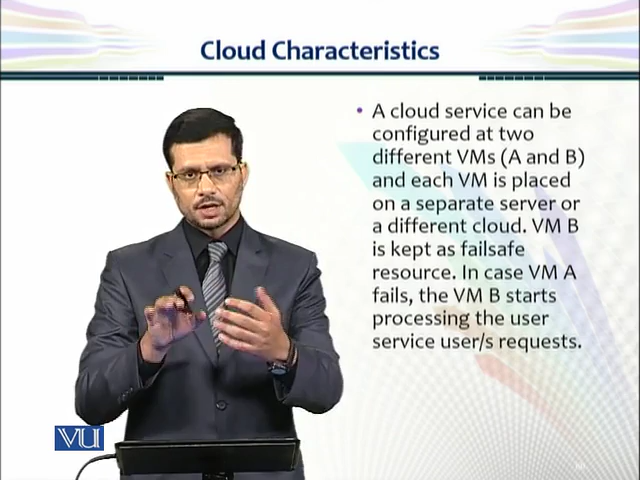 Cloud Characteristics
• A cloud service can be
configured at two
different VMs (A and B)
and each VM is placed
on a separate server or
a different cloud. VM B
is kept as failsafe
resource. In case VM A
fails, the VM B starts
processing the user
service user/s requests.
VU